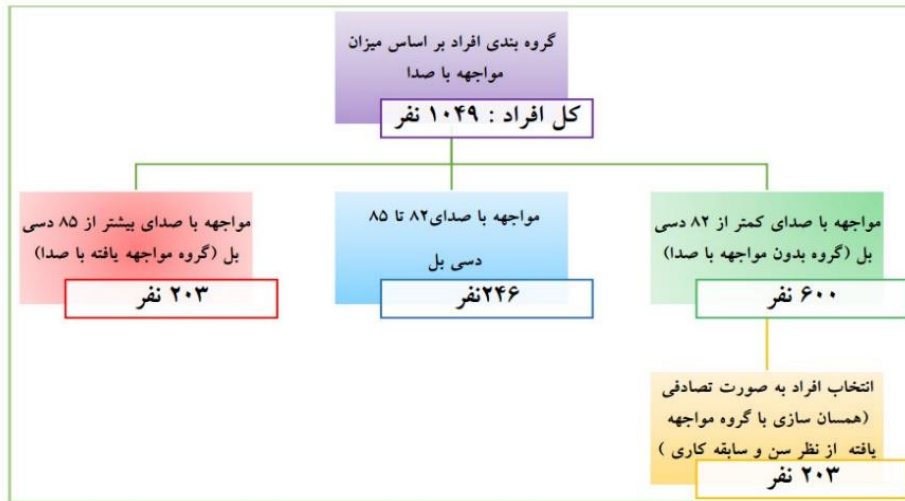 گروه بندی افراد بر اساس میزان
مواجهه با صدا
کل افراد : ۱۰۴۹ نفر
مواجهه با صدای کمتر از ۸۲ دسی
بل (گروه بدون مواجهه با صدا)
۶۰۰ نفر
مواجهه با صدای۸۲ تا ۸۵
دسی بل
۲۴۶نفر
مواجهه با صدای بیشتر از ۸۵ دسی
بل (گروه مواجهه یافته با صدا)
۲۰۳ نفر
انتخاب افراد به صورت تصادفی
(همسان سازی با گروه مواجهه
یافته از نظر سن و سابقه کاری )
۲۰۳ نفر